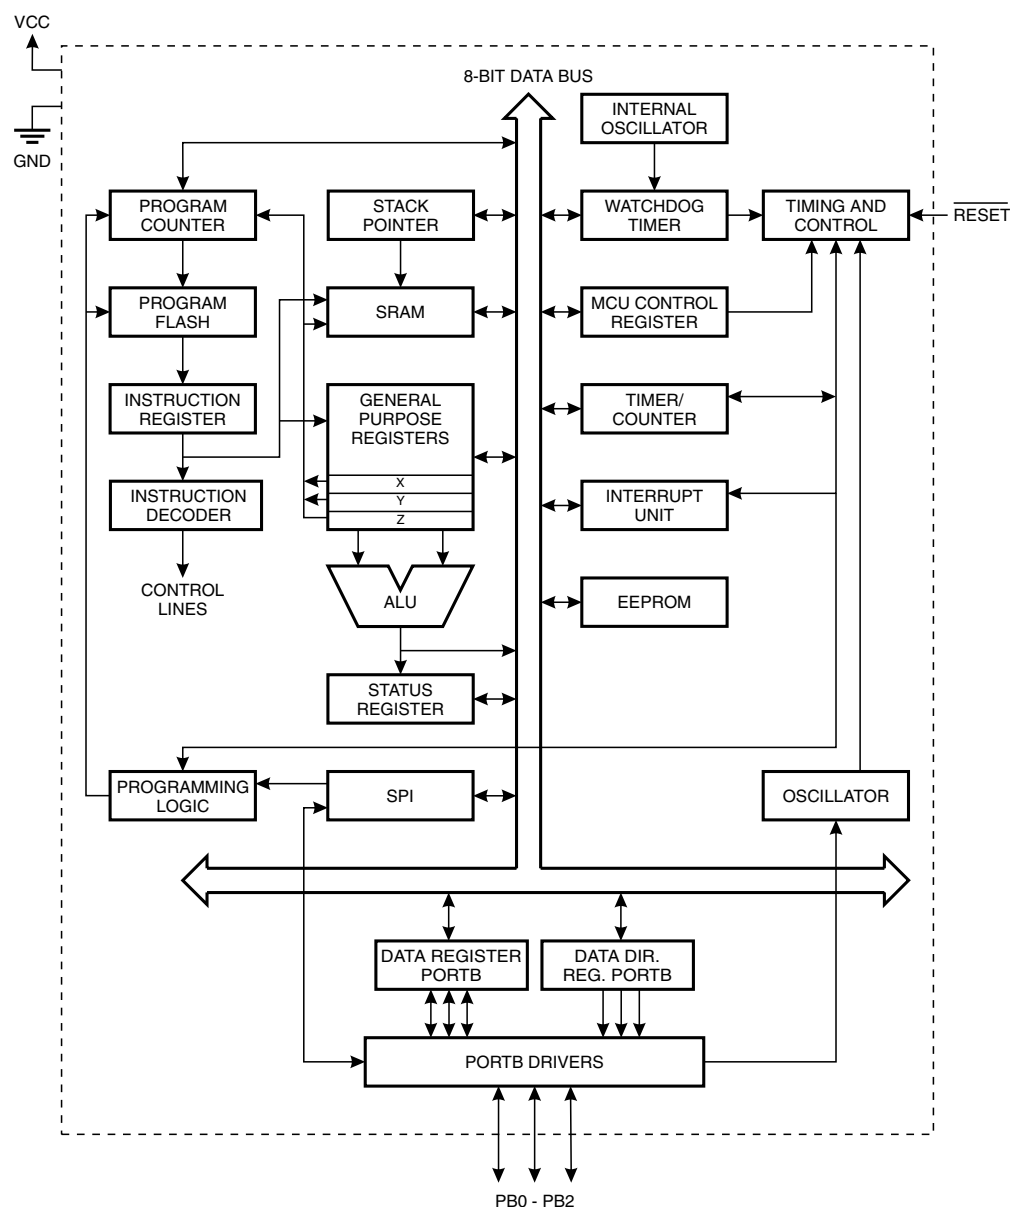 VCC
8-BIT DATA BUS
GND
INTERNAL
OSCILLATOR
PROGRAM
COUNTER
STACK
POINTER
WATCHDOG
TIMER
TIMING AND
CONTROL
RESET
PROGRAM
FLASH
SRAM
MCU CONTROL
REGISTER
INSTRUCTION
REGISTER
GENERAL
PURPOSE
REGISTERS
X
Y
Z
TIMER/
COUNTER
INSTRUCTION
DECODER
INTERRUPT
UNIT
CONTROL
LINES
ALU
EEPROM
STATUS
REGISTER
PROGRAMMING
LOGIC
SPI
OSCILLATOR
DATA REGISTER
PORTB
DATA DIR.
REG. PORTB
PORTB DRIVERS
PB0 - PB2